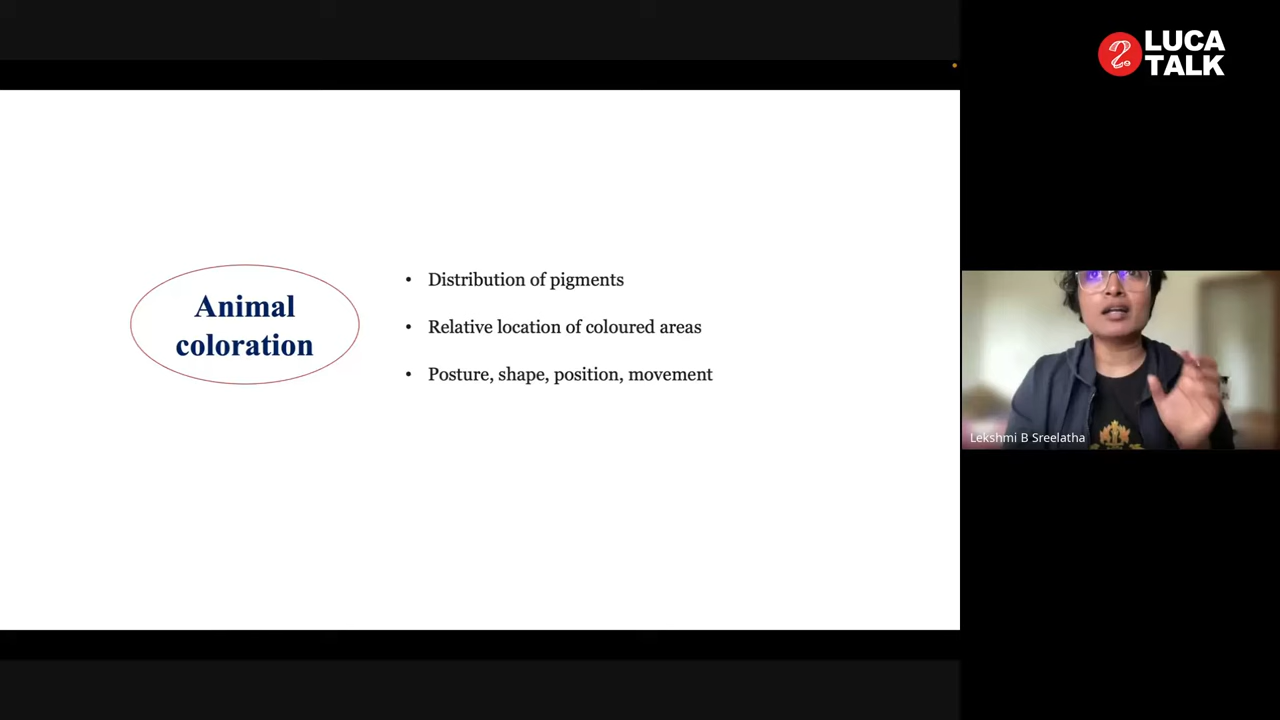 LUCA
TALK
Animal
coloration
• Distribution of pigments
• Relative location of coloured areas
• Posture, shape, position, movement
Lekshmi B Sreelatha